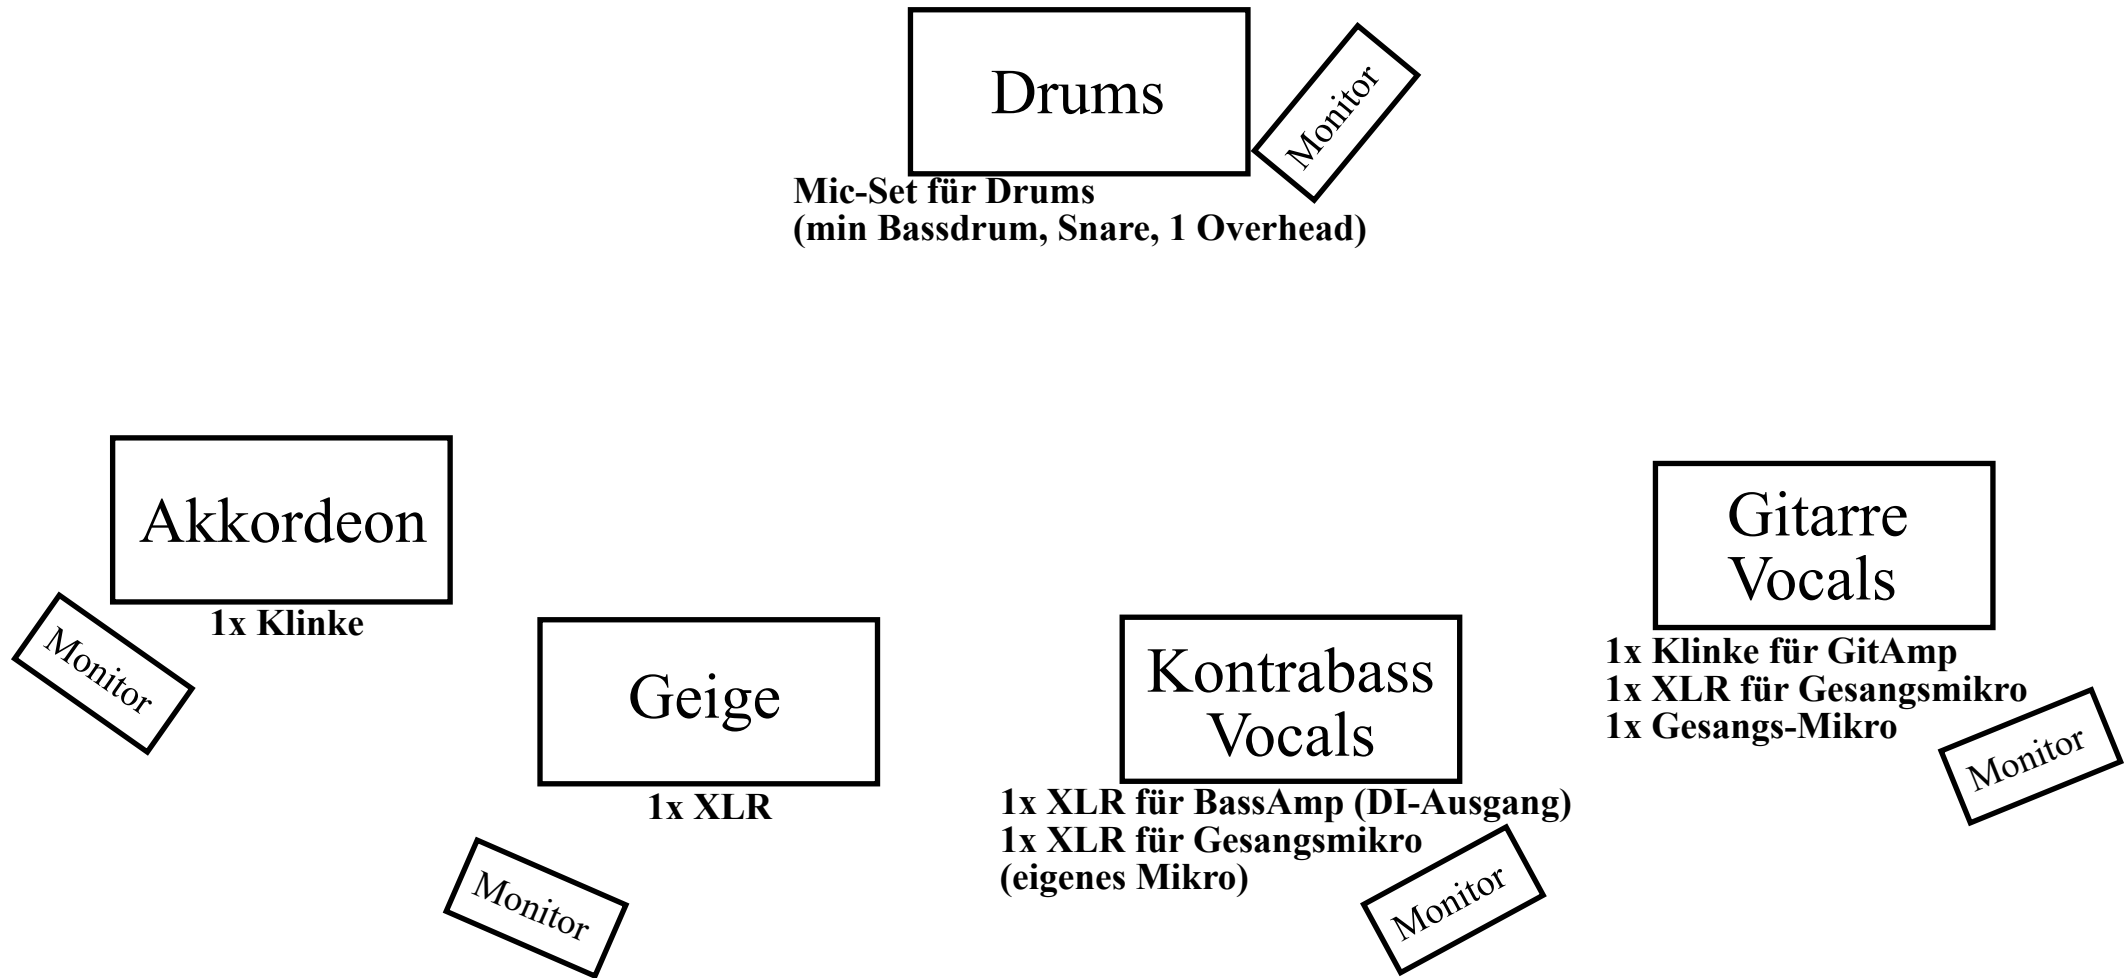 Drums
Monitor
Mic-Set für Drums
(min Bassdrum, Snare, 1 Overhead)
Akkordeon
1x Klinke
Monitor
Geige
1x XLR
Monitor
Kontrabass
Vocals
1x XLR für BassAmp (DI-Ausgang)
1x XLR für Gesangsmikro
(eigenes Mikro)
Monitor
Gitarre
Vocals
1x Klinke für GitAmp
1x XLR für Gesangsmikro
1x Gesangs-Mikro
Monitor